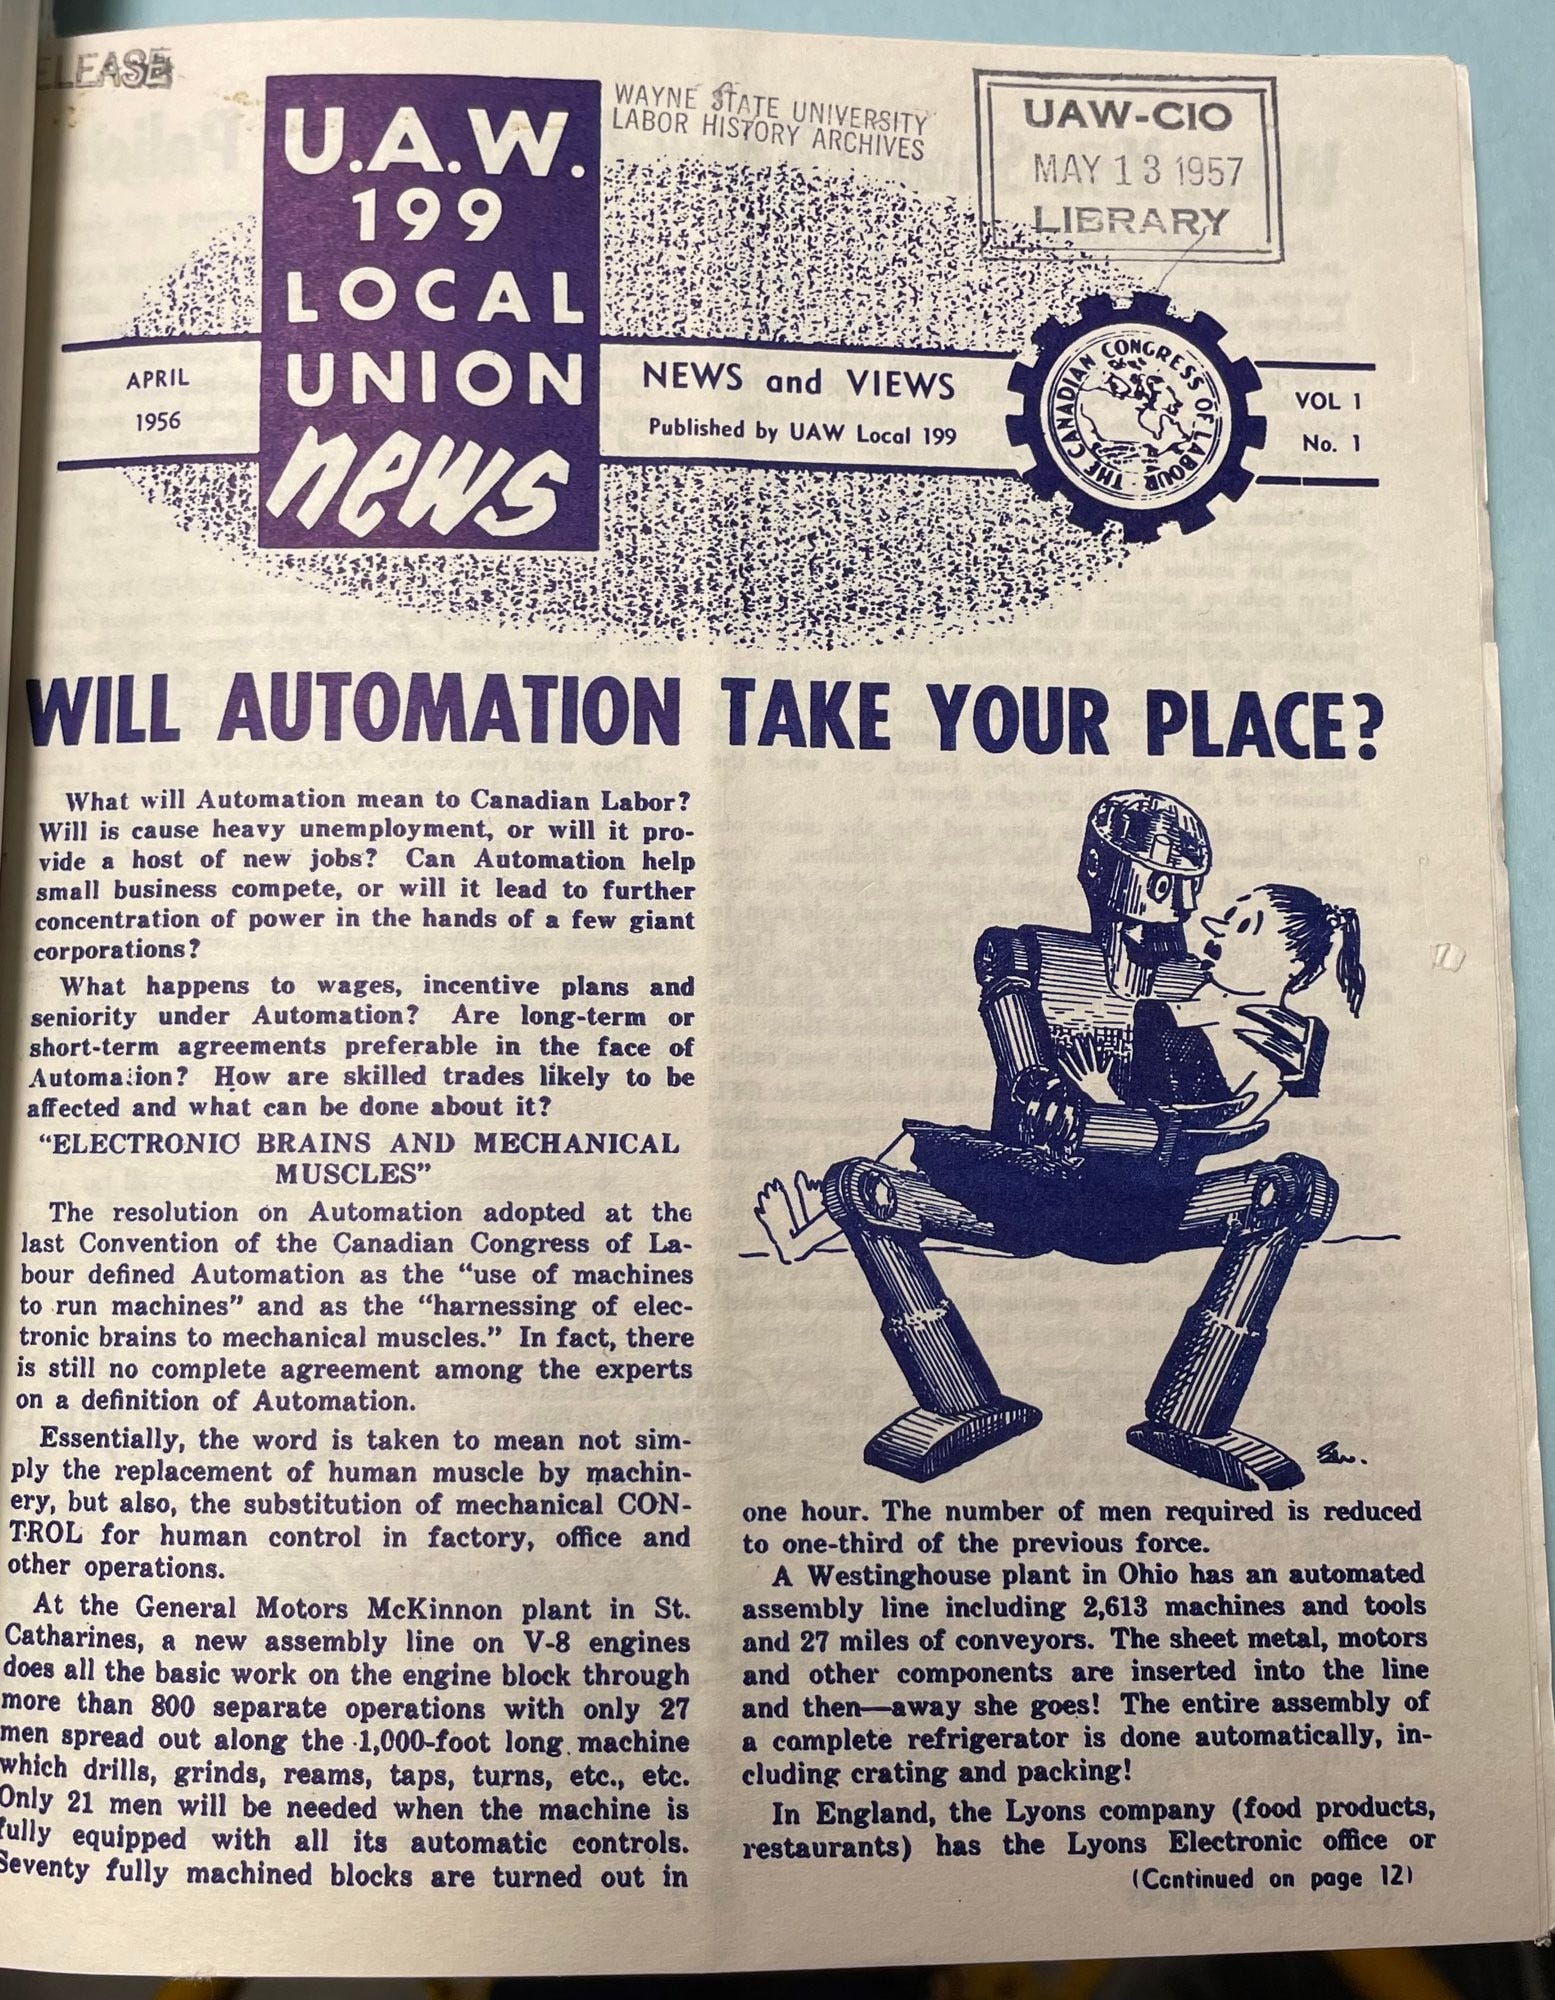 ELEASE
U.A.W.
199
LOCAL
UNION
news
WAYNE STATE UNIVERSITY
LABOR HISTORY ARCHIVES
UAW-CIO
MAY 13 1957
LIBRARY
APRIL
1956
NEWS and VIEWS
Published by UAW Local 199
THE CANADIAN CONGRESS OF LABOUR
VOL 1
No. 1
WILL AUTOMATION TAKE YOUR PLACE?
What will Automation mean to Canadian Labor?
Will is cause heavy unemployment, or will it pro-
vide a host of new jobs? Can Automation help
small business compete, or will it lead to further
concentration of power in the hands of a few giant
corporations?
What happens to wages, incentive plans and
seniority under Automation? Are long-term or
short-term agreements preferable in the face of
Automation? How are skilled trades likely to be
affected and what can be done about it?
"ELECTRONIC BRAINS AND MECHANICAL
MUSCLES"
The resolution on Automation adopted at the
last Convention of the Canadian Congress of La-
bour defined Automation as the "use of machines
to run machines" and as the "harnessing of elec-
tronic brains to mechanical muscles." In fact, there
is still no complete agreement among the experts
on a definition of Automation.
Essentially, the word is taken to mean not sim-
ply the replacement of human muscle by machin-
ery, but also, the substitution of mechanical CON-
TROL for human control in factory, office and
other operations.
At the General Motors McKinnon plant in St.
Catharines, a new assembly line on V-8 engines
does all the basic work on the engine block through
more than 800 separate operations with only 27
men spread out along the 1,000-foot long machine
which drills, grinds, reams, taps, turns, etc., etc.
Only 21 men will be needed when the machine is
fully equipped with all its automatic controls.
Seventy fully machined blocks are turned out in
one hour. The number of men required is reduced
to one-third of the previous force.
A Westinghouse plant in Ohio has an automated
assembly line including 2,613 machines and tools
and 27 miles of conveyors. The sheet metal, motors
and other components are inserted into the line
and then—away she goes! The entire assembly of
a complete refrigerator is done automatically, in-
cluding crating and packing!
In England, the Lyons company (food products,
restaurants) has the Lyons Electronic office or
(Continued on page 12)